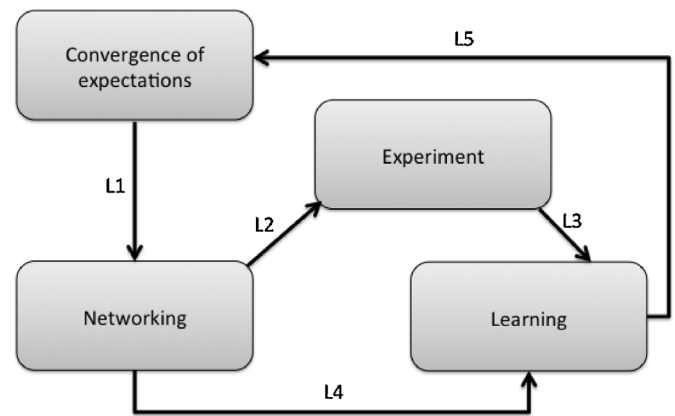 L5
Convergence of
expectations
Experiment
L1
L2
L3
Networking
Learning
L4